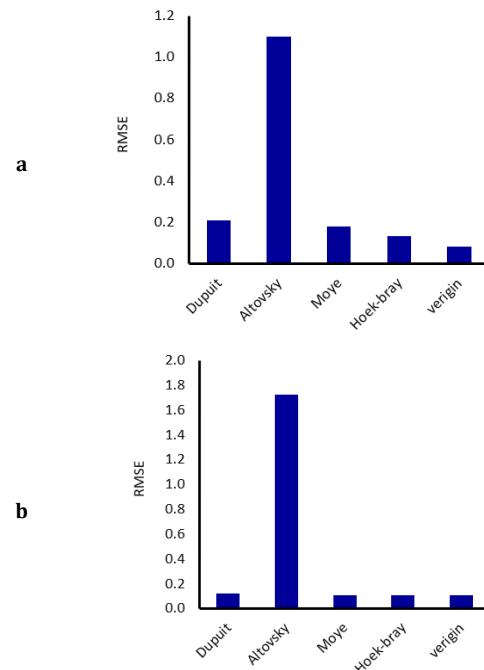 a
RMSE
1.2
1.0
0.8
0.6
0.4
0.2
0.0
Dupuit
Altovsky
Moye
Hoek-bray
verigin
b
RMSE
2.0
1.8
1.6
1.4
1.2
1.0
0.8
0.6
0.4
0.2
0.0
Dupuit
Altovsky
Moye
Hoek-bray
verigin